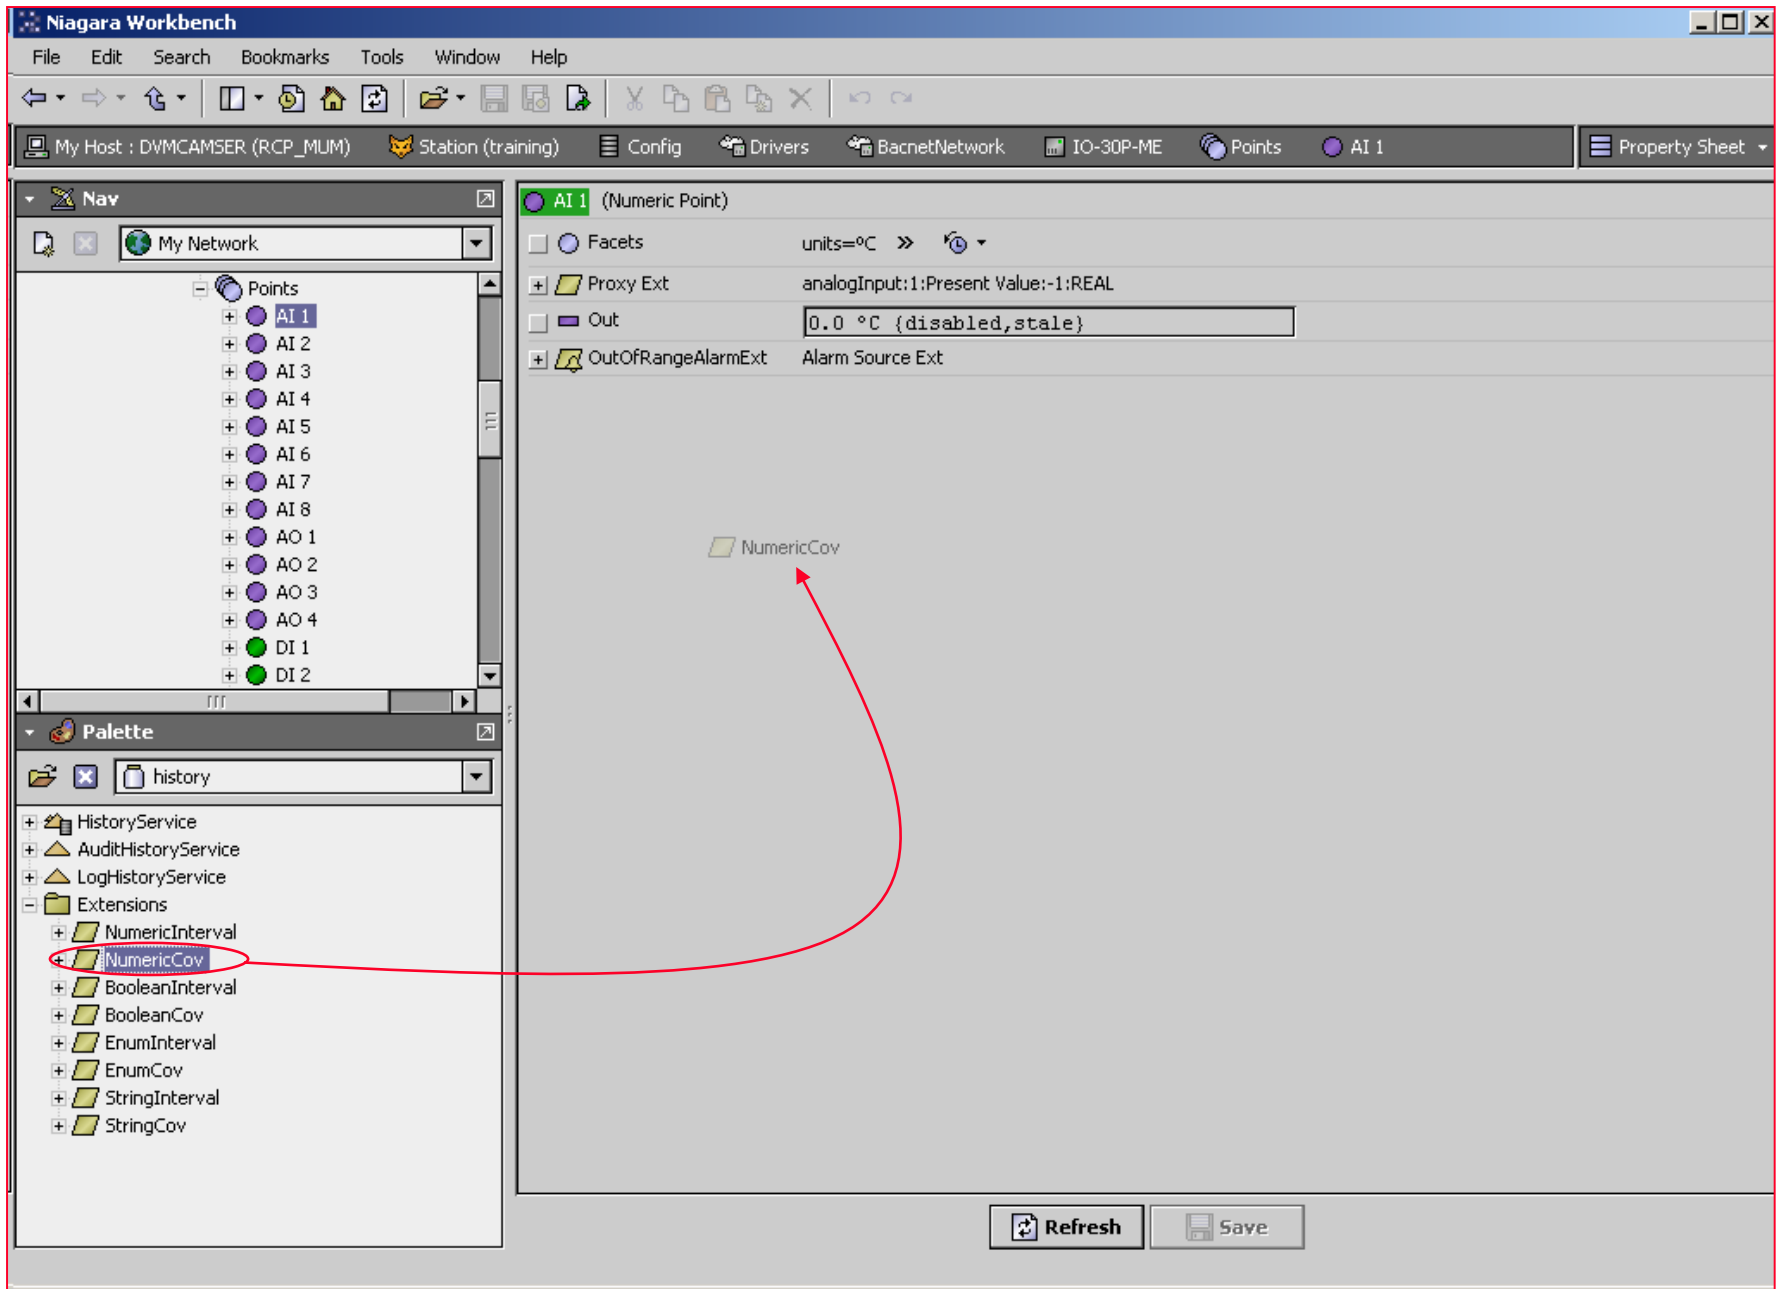 Niagara Workbench
File Edit Search Bookmarks Tools Window Help
My Host : DVMCAMSER (RCP_MUM) Station (training) Config Drivers BacnetNetwork IO-30P-ME Points AI 1 Property Sheet
Nav
My Network
Points
AI 1
AI 2
AI 3
AI 4
AI 5
AI 6
AI 7
AI 8
AO 1
AO 2
AO 3
AO 4
DI 1
DI 2
Palette
history
HistoryService
AuditHistoryService
LogHistoryService
Extensions
NumericInterval
NumericCov
BooleanInterval
BooleanCov
EnumInterval
EnumCov
StringInterval
StringCov
AI 1 (Numeric Point)
Facets units=ºC »
Proxy Ext analogInput:1:Present Value:-1:REAL
Out 0.0 ºC {disabled,stale}
OutOfRangeAlarmExt Alarm Source Ext
NumericCov
Refresh Save